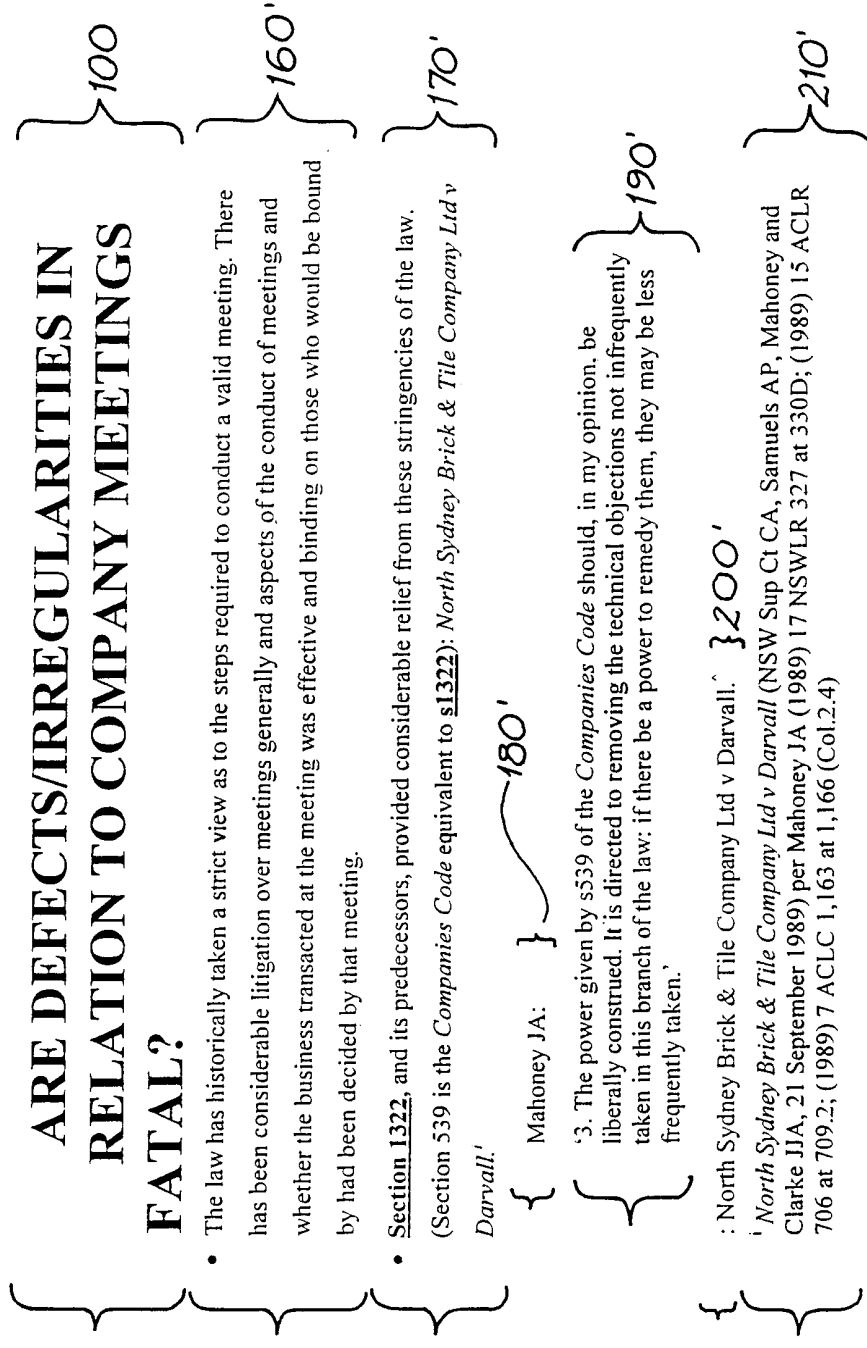 ARE DEFECTS/IRREGULARITIES IN
RELATION TO COMPANY MEETINGS
FATAL?
100
• The law has historically taken a strict view as to the steps required to conduct a valid meeting. There
has been considerable litigation over meetings generally and aspects of the conduct of meetings and
whether the business transacted at the meeting was effective and binding on those who would be bound
by had been decided by that meeting.
160'
• Section 1322, and its predecessors, provided considerable relief from these stringencies of the law.
(Section 539 is the Companies Code equivalent to s1322): North Sydney Brick & Tile Company Ltd v
Darvall.¹
170'
Mahoney JA:
180'
‘3. The power given by s539 of the Companies Code should, in my opinion. be
liberally construed. It is directed to removing the technical objections not infrequently
taken in this branch of the law: if there be a power to remedy them, they may be less
frequently taken.’
190'
: North Sydney Brick & Tile Company Ltd v Darvall.^
200'
¹ North Sydney Brick & Tile Company Ltd v Darvall (NSW Sup Ct CA, Samuels AP, Mahoney and
Clarke JJA, 21 September 1989) per Mahoney JA (1989) 17 NSWLR 327 at 330D; (1989) 15 ACLR
706 at 709.2; (1989) 7 ACLC 1,163 at 1,166 (Col.2.4)
210'